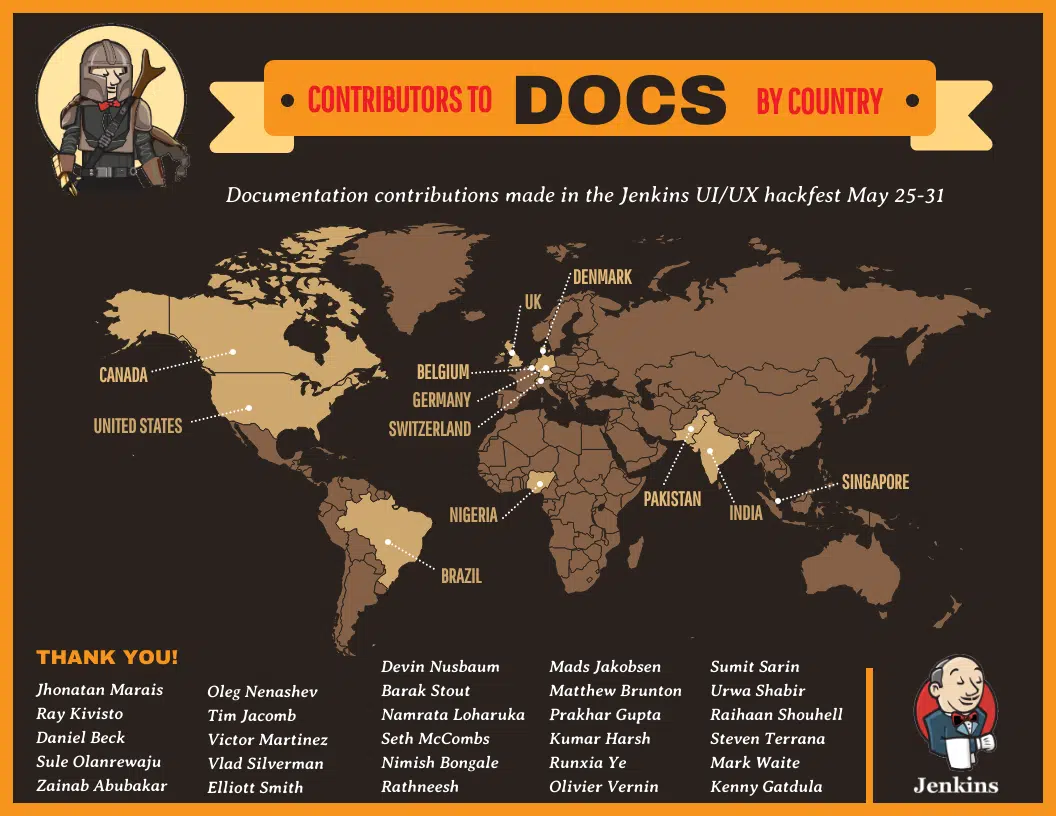 CONTRIBUTORS TO DOCS BY COUNTRY
Documentation contributions made in the Jenkins UI/UX hackfest May 25-31
DENMARK
UK
CANADA
BELGIUM
GERMANY
UNITED STATES
SWITZERLAND
SINGAPORE
PAKISTAN
INDIA
NIGERIA
BRAZIL
THANK YOU!
Jhonatan Marais
Ray Kivisto
Daniel Beck
Sule Olanrewaju
Zainab Abubakar
Oleg Nenashev
Tim Jacomb
Victor Martinez
Vlad Silverman
Elliott Smith
Devin Nusbaum
Barak Stout
Namrata Loharuka
Seth McCombs
Nimish Bongale
Rathneesh
Mads Jakobsen
Matthew Brunton
Prakhar Gupta
Kumar Harsh
Runxia Ye
Olivier Vernin
Sumit Sarin
Urwa Shabir
Raihaan Shouhell
Steven Terrana
Mark Waite
Kenny Gatdula
Jenkins